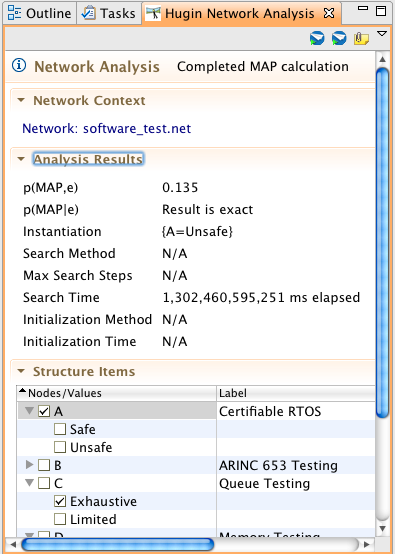 Outline Tasks Hugin Network Analysis
Network Analysis Completed MAP calculation
Network Context
Network: software_test.net
Analysis Results
p(MAP,e) 0.135
p(MAP|e) Result is exact
Instantiation {A=Unsafe}
Search Method N/A
Max Search Steps N/A
Search Time 1,302,460,595,251 ms elapsed
Initialization Method N/A
Initialization Time N/A
Structure Items
Nodes/Values Label
A Certifiable RTOS
Safe
Unsafe
B ARINC 653 Testing
C Queue Testing
Exhaustive
Limited
D Memory Testing